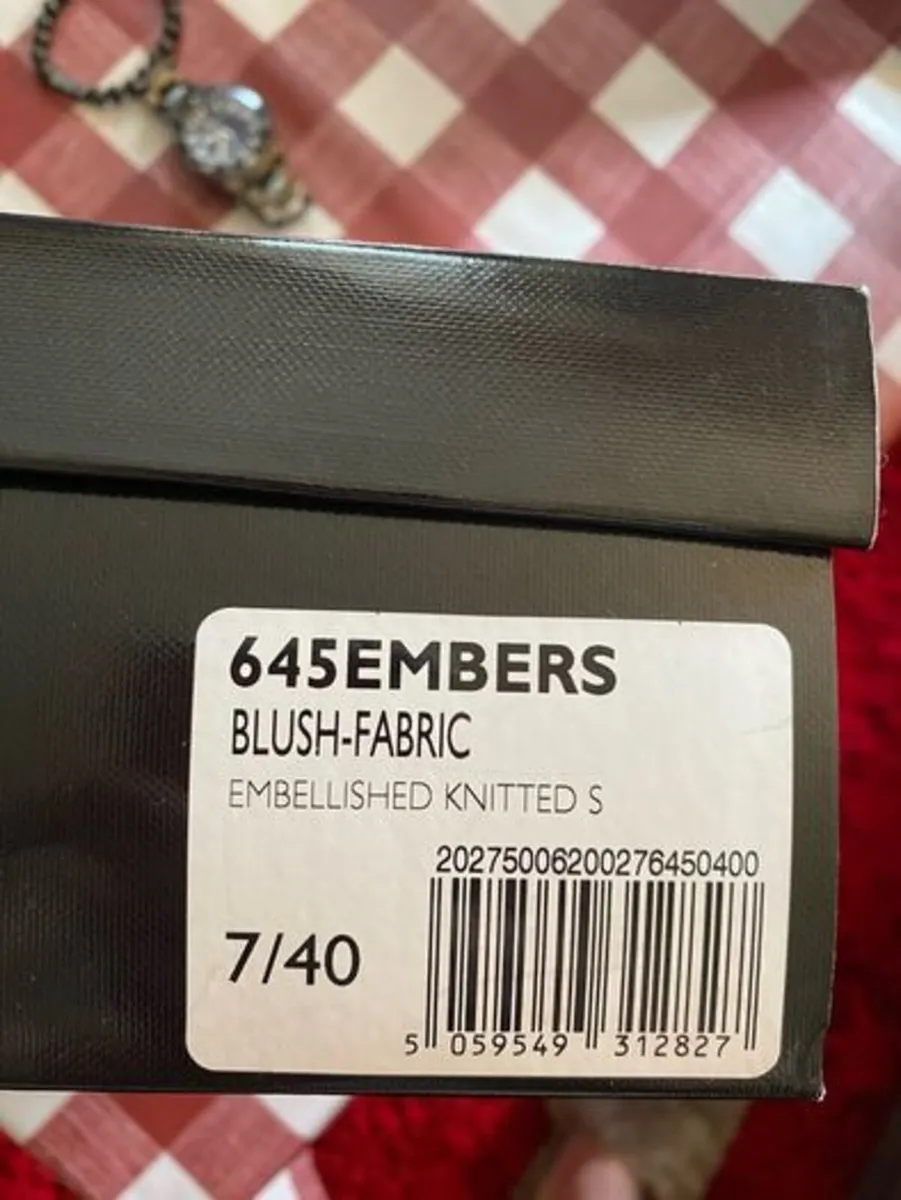 645EMBERS
BLUSH-FABRIC
EMBELLISHED KNITTED S
20275006200276450400
7/40
5 059549 312827